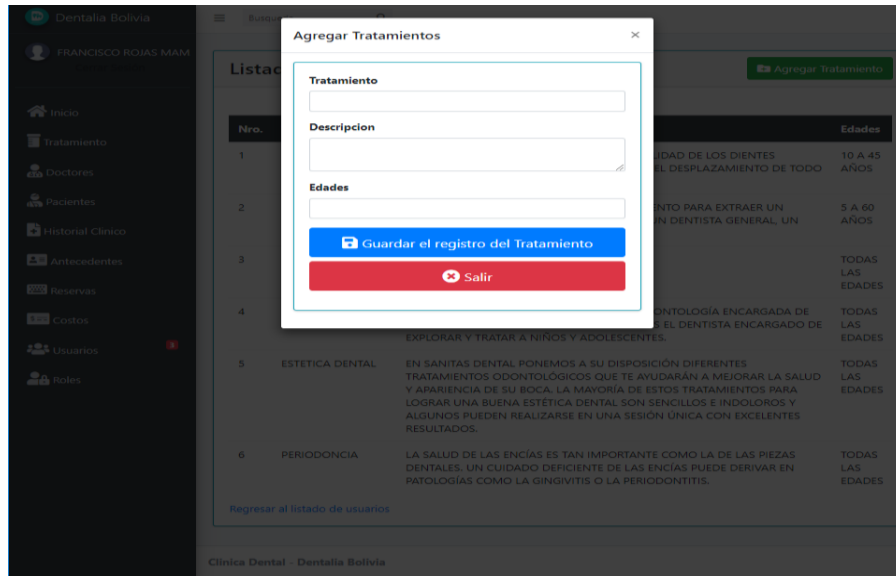 Dentalia Bolivia
Busqu
Agregar Tratamientos ×
FRANCISCO ROJAS MAM
Listad
Agregar Tratamiento
Tratamiento
Inicio
Nro.
Descripcion
Edades
Tratamiento
1
IDAD DE LOS DIENTES
EL DESPLAZAMIENTO DE TODO
10 A 45
AÑOS
Doctores
Edades
Pacientes
2
NTO PARA EXTRAER UN
N DENTISTA GENERAL, UN
5 A 60
AÑOS
Historial Clinico
Guardar el registro del Tratamiento
Antecedentes
3
TODAS
LAS
EDADES
Salir
Reservas
4
ONTOLOGÍA ENCARGADA DE
S EL DENTISTA ENCARGADO DE
EXPLORAR Y TRATAR A NIÑOS Y ADOLESCENTES.
TODAS
LAS
EDADES
Costos
Usuarios
Roles
5
ESTETICA DENTAL
EN SANITAS DENTAL PONEMOS A SU DISPOSICIÓN DIFERENTES
TRATAMIENTOS ODONTOLÓGICOS QUE TE AYUDARÁN A MEJORAR LA SALUD
Y APARIENCIA DE SU BOCA. LA MAYORÍA DE ESTOS TRATAMIENTOS PARA
LOGRAR UNA BUENA ESTÉTICA DENTAL SON SENCILLOS E INDOLOROS Y
ALGUNOS PUEDEN REALIZARSE EN UNA SESIÓN ÚNICA CON EXCELENTES
RESULTADOS.
TODAS
LAS
EDADES
6
PERIODONCIA
LA SALUD DE LAS ENCÍAS ES TAN IMPORTANTE COMO LA DE LAS PIEZAS
DENTALES. UN CUIDADO DEFICIENTE DE LAS ENCÍAS PUEDE DERIVAR EN
PATOLOGÍAS COMO LA GINGIVITIS O LA PERIODONTITIS.
TODAS
LAS
EDADES
Regresar al listado de usuarios
Clinica Dental - Dentalia Bolivia